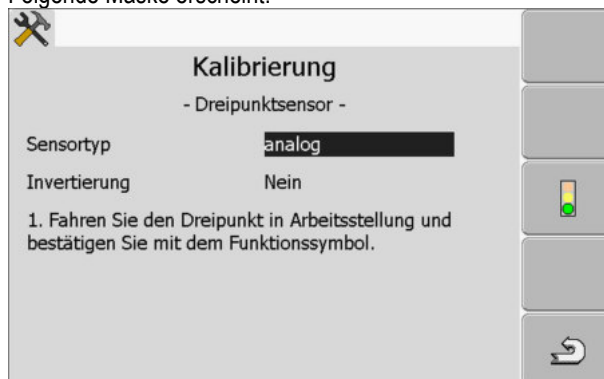 Folgende Maske erscheint:
Kalibrierung
- Dreipunktsensor -
Sensortyp analog
Invertierung Nein
1. Fahren Sie den Dreipunkt in Arbeitsstellung und
bestätigen Sie mit dem Funktionssymbol.